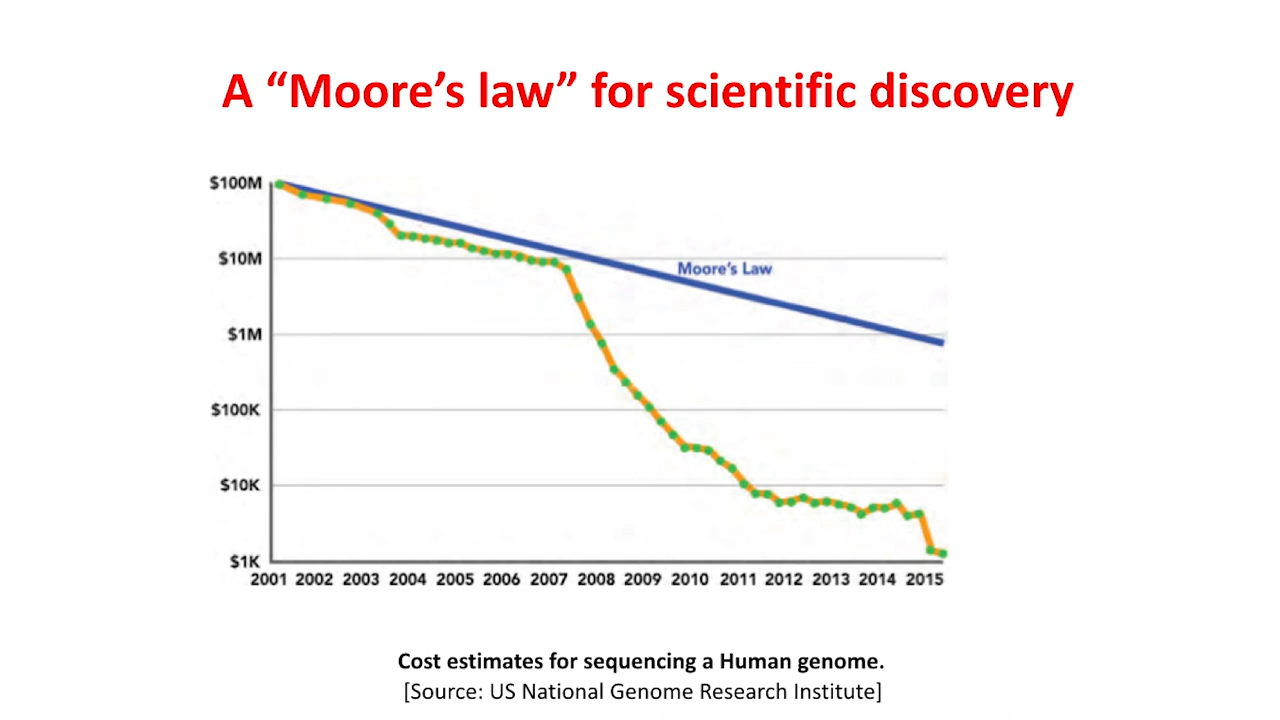 A “Moore’s law” for scientific discovery
$100M
$10M
Moore’s Law
$1M
$100K
$10K
$1K
2001 2002 2003 2004 2005 2006 2007 2008 2009 2010 2011 2012 2013 2014 2015
Cost estimates for sequencing a Human genome.
[Source: US National Genome Research Institute]